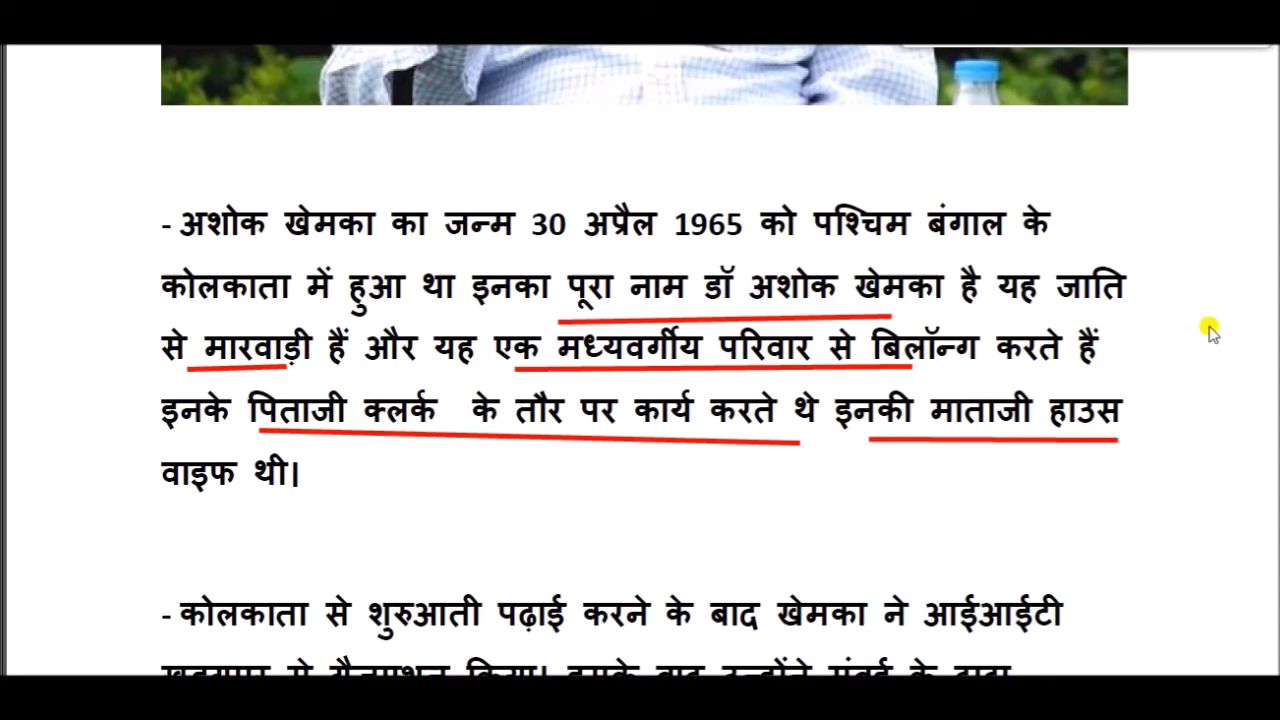 - अशोक खेमका का जन्म 30 अप्रैल 1965 को पश्चिम बंगाल के
कोलकाता में हुआ था इनका पूरा नाम डॉ अशोक खेमका है यह जाति
से मारवाड़ी हैं और यह एक मध्यवर्गीय परिवार से बिलॉन्ग करते हैं
इनके पिताजी क्लर्क के तौर पर कार्य करते थे इनकी माताजी हाउस
वाइफ थी।
- कोलकाता से शुरुआती पढ़ाई करने के बाद खेमका ने आईआईटी